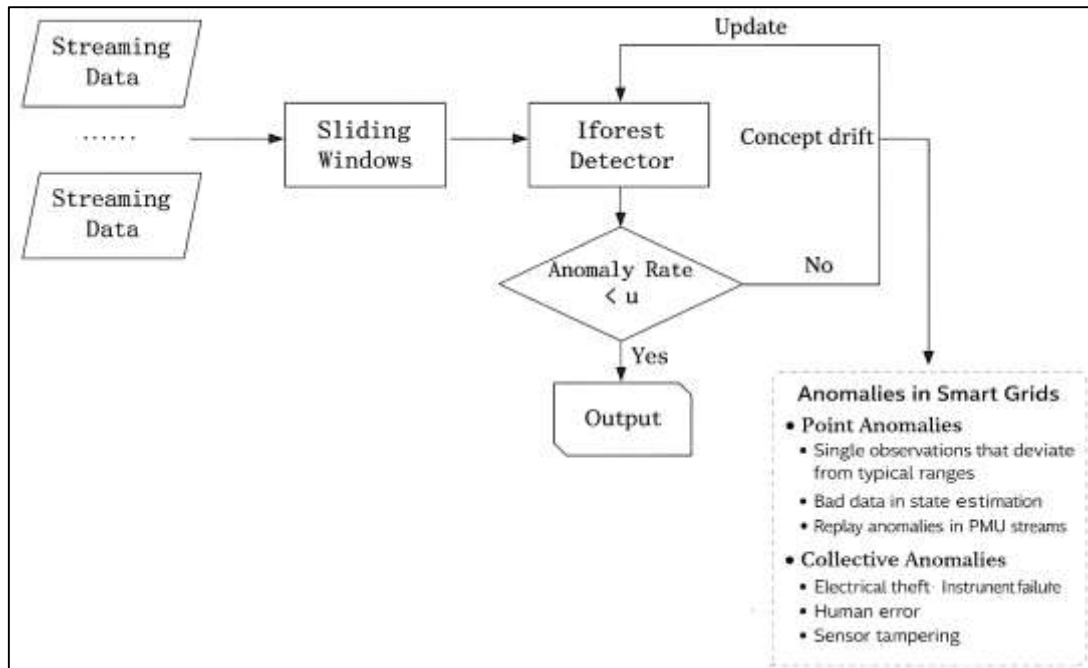 Streaming
Data
......
Streaming
Data
Sliding
Windows
Iforest
Detector
Update
Concept drift
Anomaly Rate
< u
No
Yes
Output
Anomalies in Smart Grids
• Point Anomalies
• Single observations that deviate
from typical ranges
• Bad data in state estimation
• Replay anomalies in PMU streams
• Collective Anomalies
• Electrical theft· Instrunent failute
• Human error
• Sensor tampering